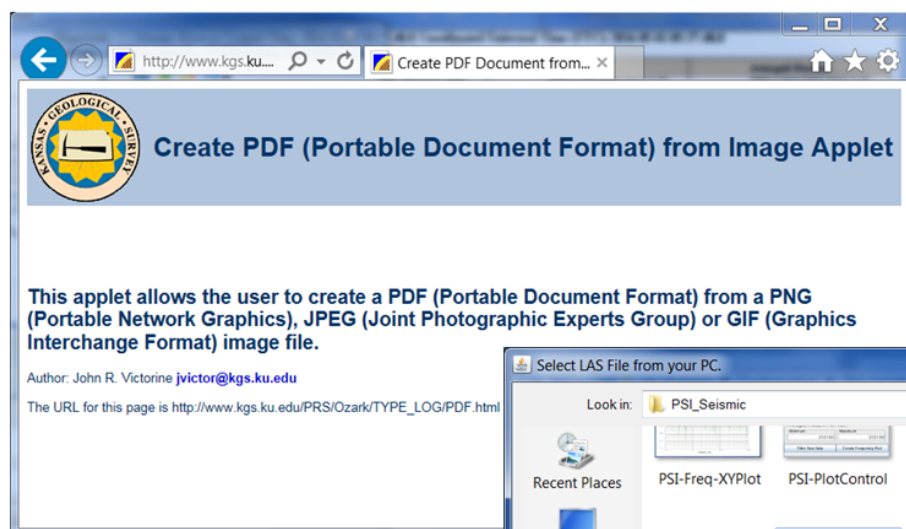 http://www.kgs.ku....
Create PDF Document from...
KANSAS GEOLOGICAL SURVEY
Create PDF (Portable Document Format) from Image Applet
This applet allows the user to create a PDF (Portable Document Format) from a PNG
(Portable Network Graphics), JPEG (Joint Photographic Experts Group) or GIF (Graphics
Interchange Format) image file.
Author: John R. Victorine jvictor@kgs.ku.edu
The URL for this page is http://www.kgs.ku.edu/PRS/Ozark/TYPE_LOG/PDF.html
Select LAS File from your PC.
Look in: PSI_Seismic
Recent Places
PSI-Freq-XYPlot
PSI-PlotControl